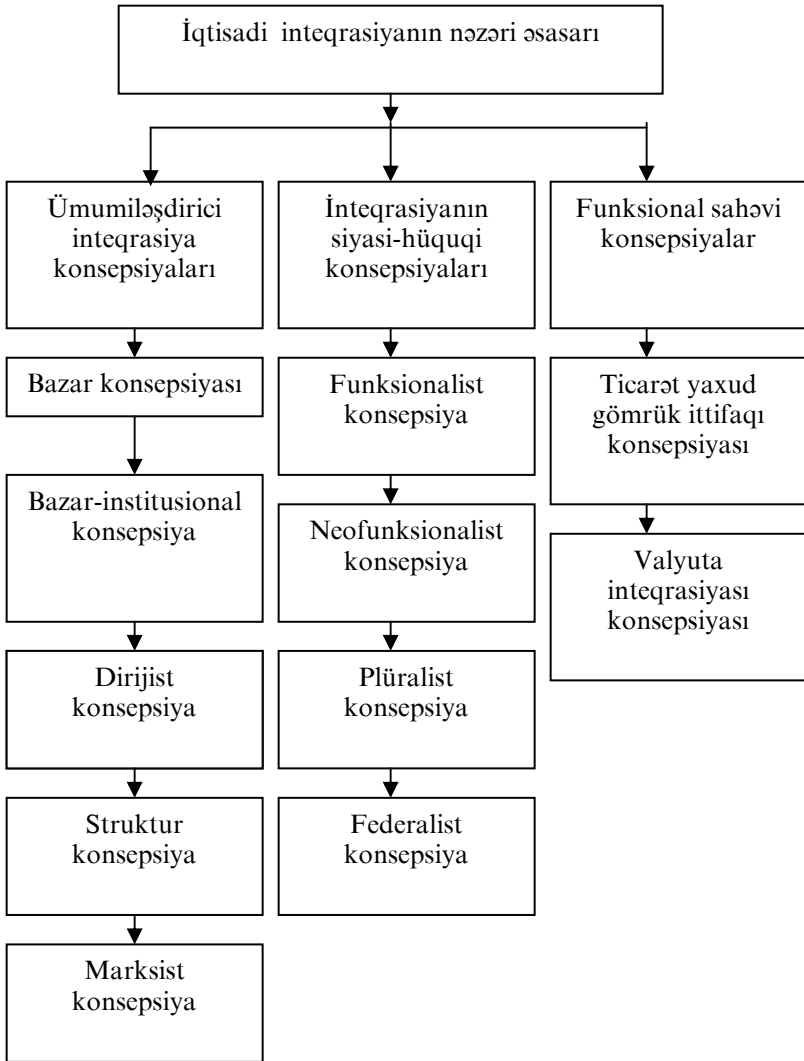 İqtisadi inteqrasiyanın nəzəri əsasarı
Ümumiləşdirici
inteqrasiya
konsepsiyaları
İnteqrasiyanın
siyasi-hüquqi
konsepsiyaları
Funksional sahəvi
konsepsiyalar
Bazar konsepsiyası
Funksionalist
konsepsiya
Ticarət yaxud
gömrük ittifaqı
konsepsiyası
Bazar-institusional
konsepsiya
Neofunksionalist
konsepsiya
Valyuta
inteqrasiyası
konsepsiyası
Dirijist
konsepsiya
Plüralist
konsepsiya
Struktur
konsepsiya
Federalist
konsepsiya
Marksist
konsepsiya